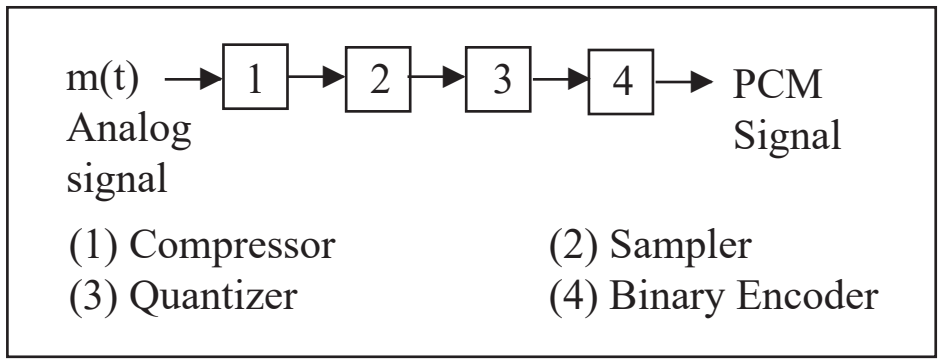 m(t) 1 2 3 4 PCM
Analog Signal
signal
(1) Compressor (2) Sampler
(3) Quantizer (4) Binary Encoder